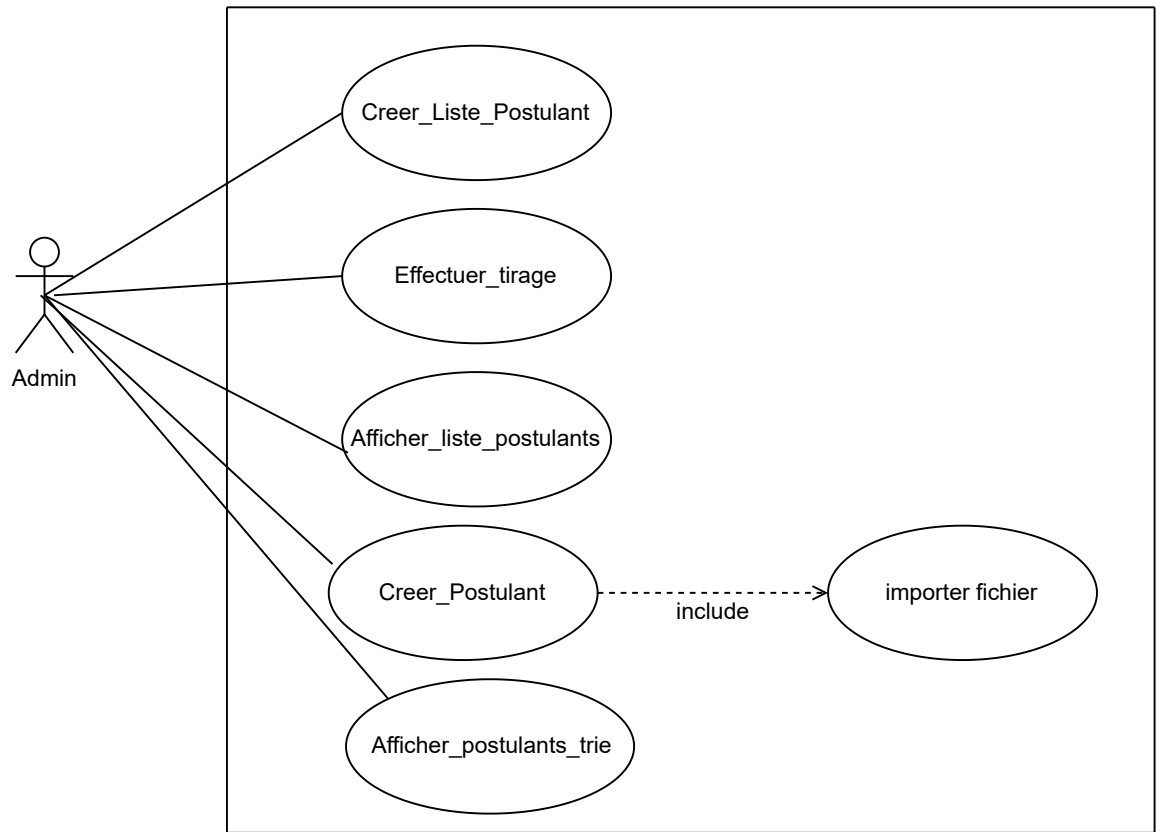 Creer_Liste_Postulant
Effectuer_tirage
Admin
Afficher_liste_postulants
Creer_Postulant
include
importer fichier
Afficher_postulants_trie